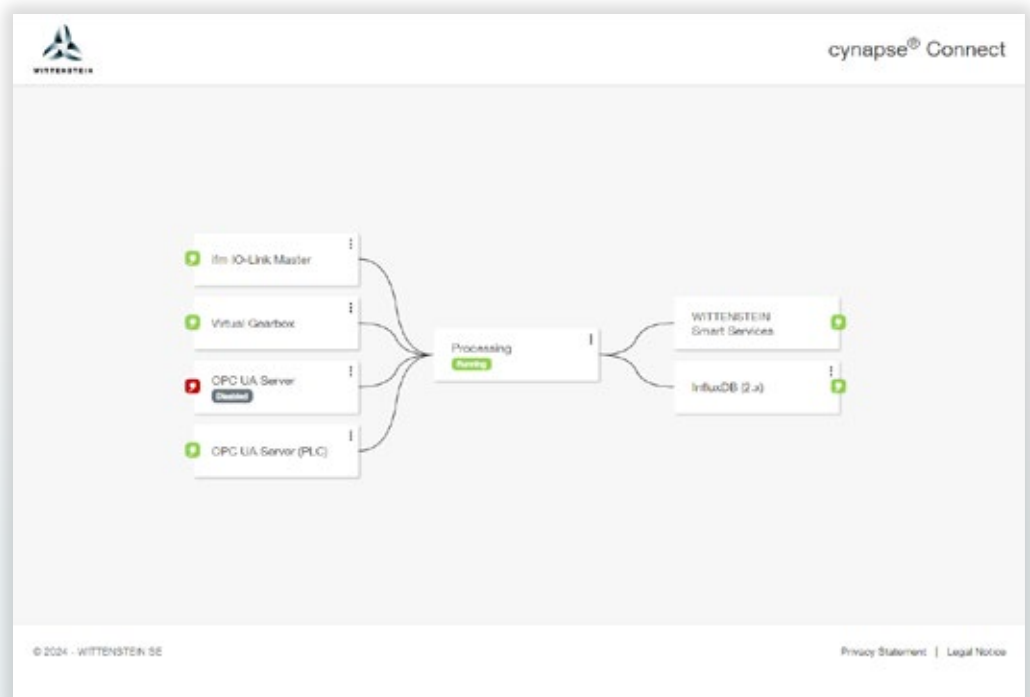 WITTENSTEIN
cynapse® Connect
ifm IO-Link Master
Virtual Gearbox
OPC UA Server
Disabled
OPC UA Server (PLC)
Processing
Running
WITTENSTEIN
Smart Services
InfluxDB (2.x)
© 2024 - WITTENSTEIN SE
Privacy Statement | Legal Notice